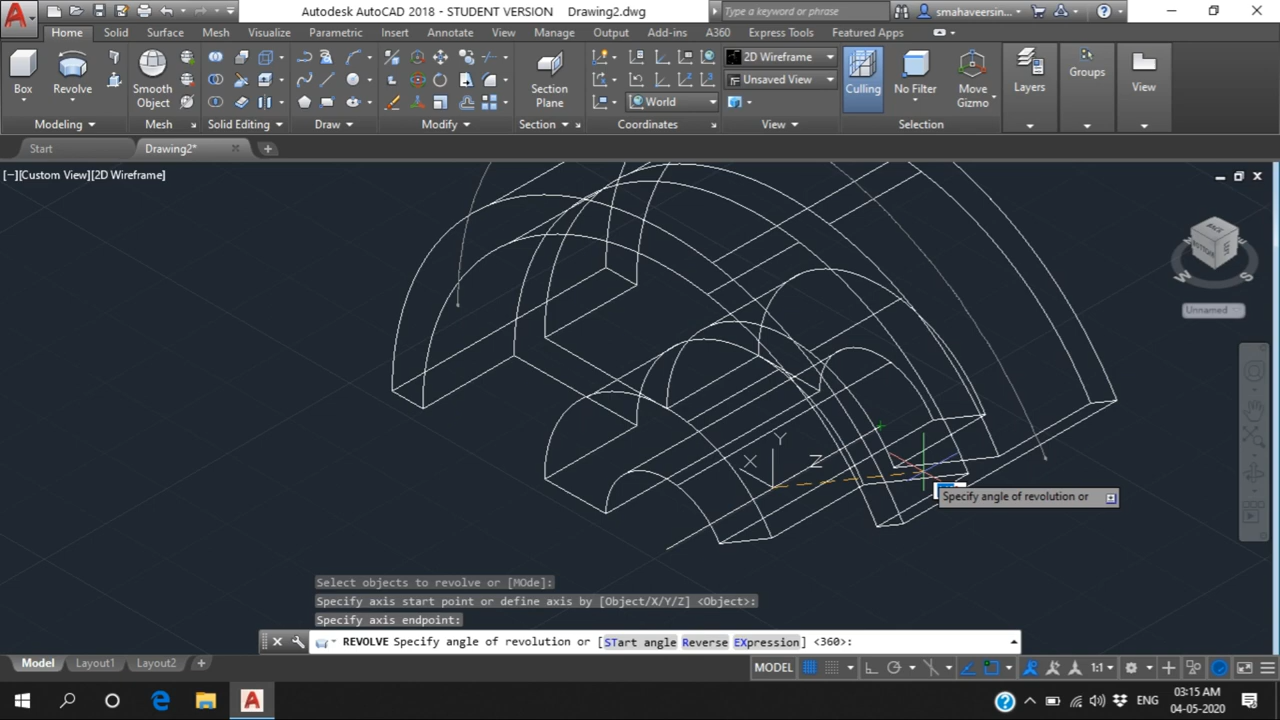 Autodesk AutoCAD 2018 - STUDENT VERSION Drawing2.dwg
Type a keyword or phrase
smahaveersin...
Home Solid Surface Mesh Visualize Parametric Insert Annotate View Manage Output Add-ins A360 Express Tools Featured Apps
Box Revolve Smooth Object Section Plane
2D Wireframe
Unsaved View
World
Culling No Filter Move Gizmo Layers Groups View
Modeling Mesh Solid Editing Draw Modify Section Coordinates View Selection
Start Drawing2*
[−][Custom View][2D Wireframe]
BACK
BOTTOM
W S
Unnamed
Y
X Z
Specify angle of revolution or
Select objects to revolve or [MOde]:
Specify axis start point or define axis by [Object/X/Y/Z] <Object>:
Specify axis endpoint:
REVOLVE Specify angle of revolution or [STart angle Reverse EXpression] <360>:
Model Layout1 Layout2
MODEL 1:1
ENG
03:15 AM
04-05-2020